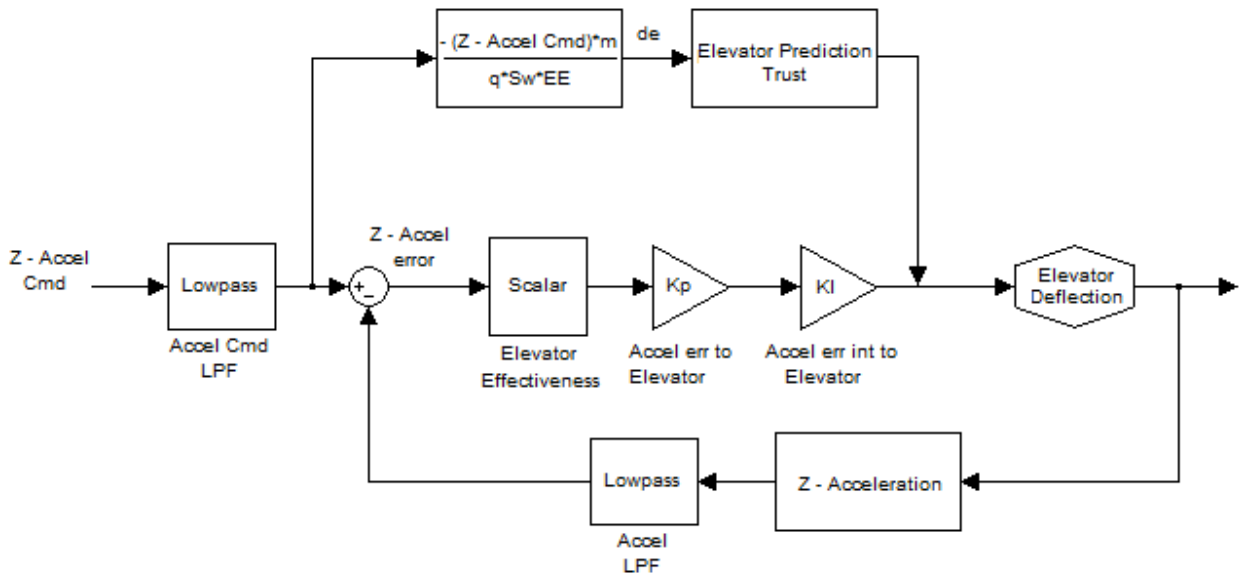 - (Z - Accel Cmd)*m
q*Sw*EE
de
Elevator Prediction
Trust
Z - Accel
Cmd
Lowpass
Accel Cmd
LPF
+
-
Z - Accel
error
Scalar
Elevator
Effectiveness
Kp
Accel err to
Elevator
KI
Accel err int to
Elevator
Elevator
Deflection
Lowpass
Accel
LPF
Z - Acceleration